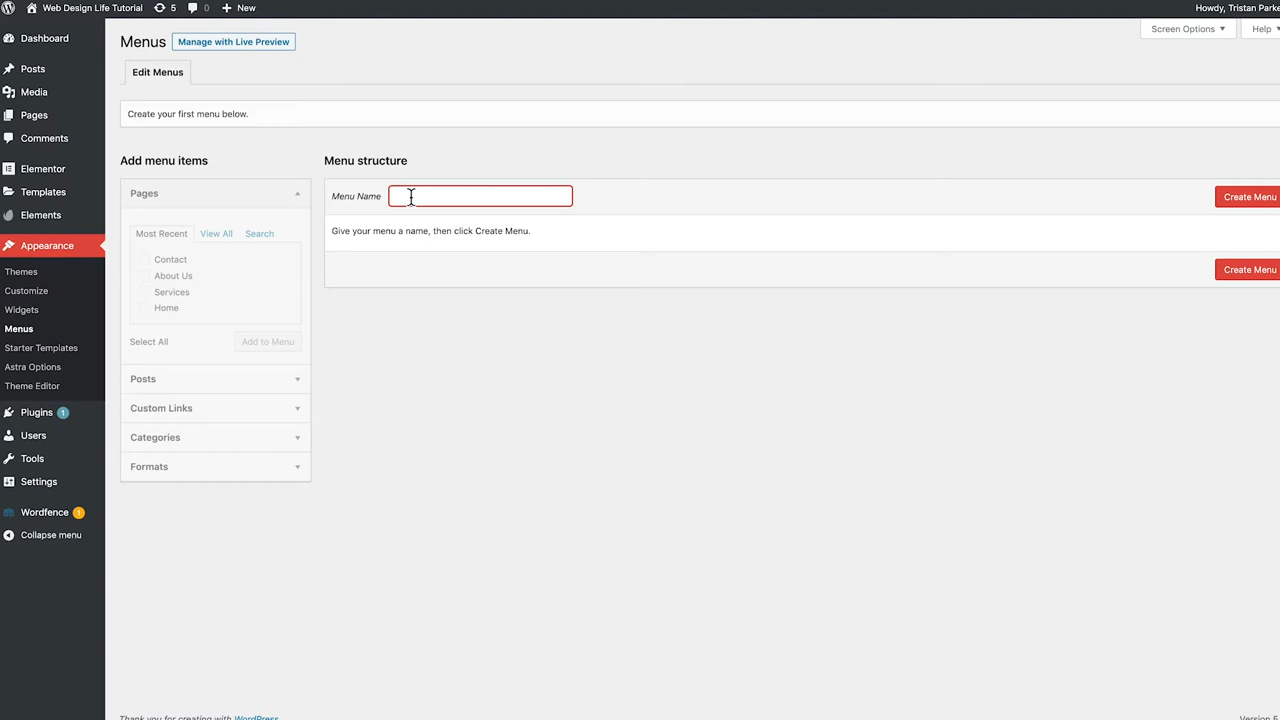 Web Design Life Tutorial 5 0 New Howdy, Tristan Parke
Screen Options Help
Menus Manage with Live Preview
Edit Menus
Create your first menu below.
Dashboard
Posts
Media
Pages
Comments
Elementor
Templates
Elements
Appearance
Themes
Customize
Widgets
Menus
Starter Templates
Astra Options
Theme Editor
Plugins 1
Users
Tools
Settings
Wordfence 1
Collapse menu
Add menu items
Pages
Most Recent View All Search
Contact
About Us
Services
Home
Select All Add to Menu
Posts
Custom Links
Categories
Formats
Menu structure
Menu Name Create Menu
Give your menu a name, then click Create Menu.
Create Menu
Thank you for creating with WordPress
Version 5